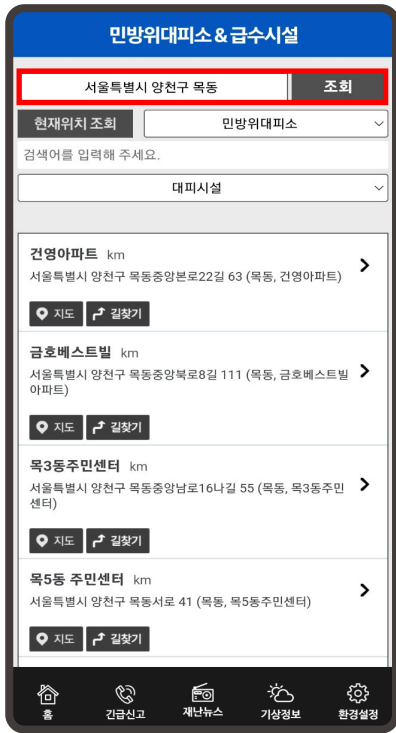 민방위대피소 & 급수시설
서울특별시 양천구 목동 조회
현재위치 조회 민방위대피소
검색어를 입력해 주세요.
대피시설
건영아파트 km
서울특별시 양천구 목동중앙본로22길 63 (목동, 건영아파트)
지도 길찾기
금호베스트빌 km
서울특별시 양천구 목동중앙북로8길 111 (목동, 금호베스트빌
아파트)
지도 길찾기
목3동주민센터 km
서울특별시 양천구 목동중앙남로16나길 55 (목동, 목3동주민
센터)
지도 길찾기
목5동 주민센터 km
서울특별시 양천구 목동서로 41 (목동, 목5동주민센터)
지도 길찾기
홈 긴급신고 재난뉴스 기상정보 환경설정